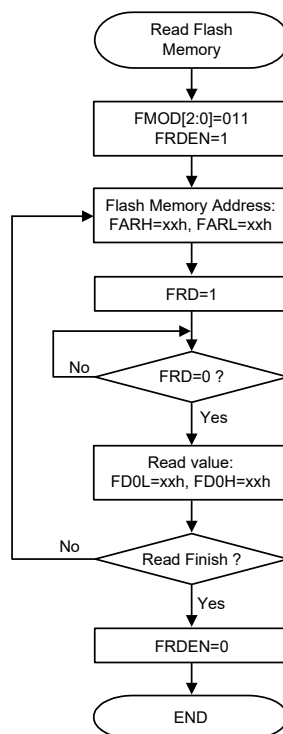 Read Flash
Memory
FMOD[2:0]=011
FRDEN=1
Flash Memory Address:
FARH=xxh, FARL=xxh
FRD=1
No
FRD=0 ?
Yes
Read value:
FD0L=xxh, FD0H=xxh
No
Read Finish ?
Yes
FRDEN=0
END